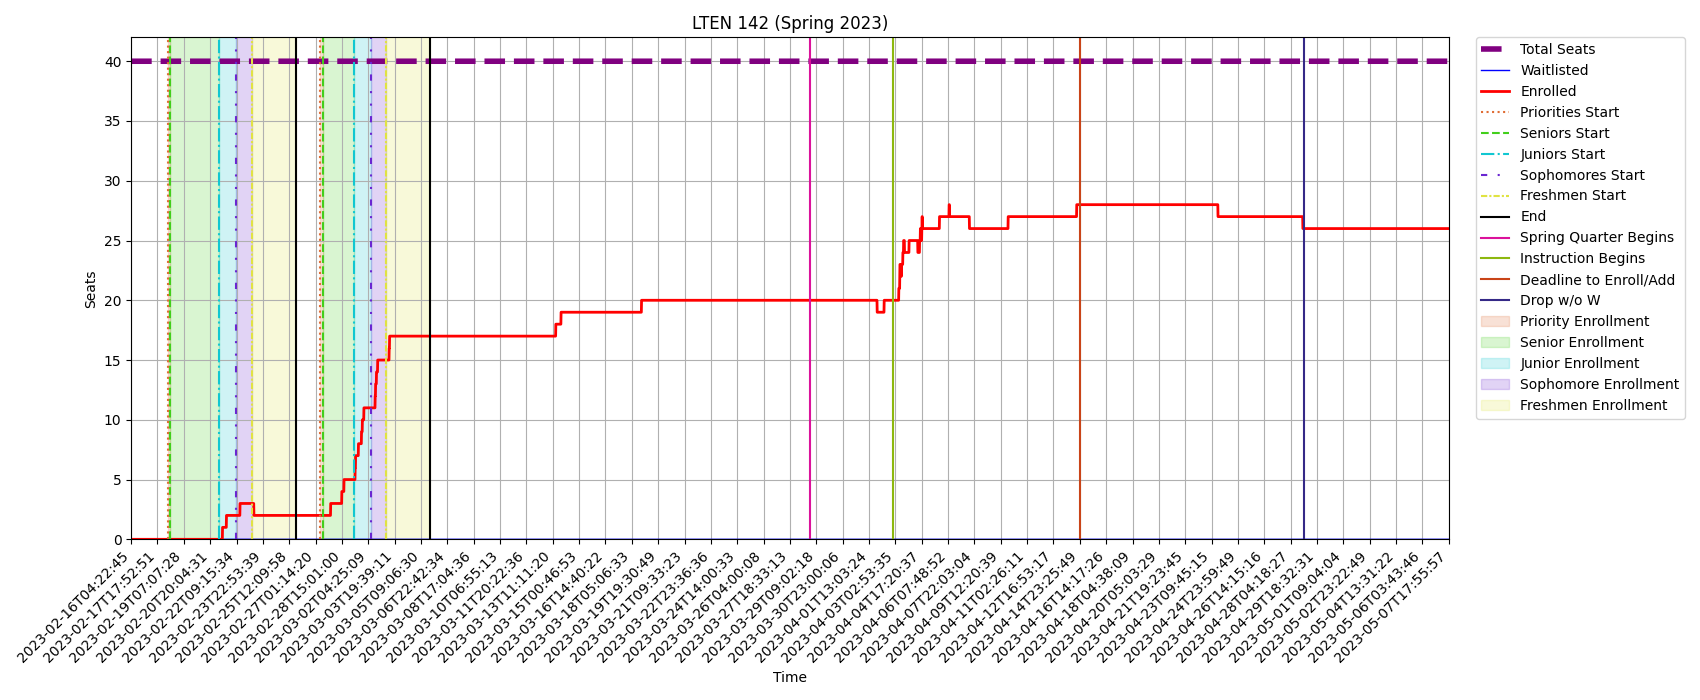 LTEN 142 (Spring 2023)
40
35
30
25
20
15
10
5
0
Seats
2023-02-16T04:22:45
2023-02-17T17:52:51
2023-02-19T07:07:28
2023-02-20T20:04:31
2023-02-22T09:15:34
2023-02-23T22:53:39
2023-02-25T12:09:58
2023-02-27T01:14:20
2023-02-28T15:01:00
2023-03-02T04:25:09
2023-03-03T19:39:11
2023-03-05T09:06:30
2023-03-06T22:42:34
2023-03-08T17:04:36
2023-03-10T06:55:13
2023-03-11T20:22:36
2023-03-13T11:11:20
2023-03-15T00:46:53
2023-03-16T14:40:22
2023-03-18T05:06:33
2023-03-19T19:30:49
2023-03-21T09:33:23
2023-03-22T23:36:36
2023-03-24T14:00:33
2023-03-26T04:00:08
2023-03-27T18:33:13
2023-03-29T09:02:18
2023-03-30T23:00:06
2023-04-01T13:03:24
2023-04-03T02:53:35
2023-04-04T17:20:37
2023-04-06T07:48:52
2023-04-07T22:03:04
2023-04-09T12:20:39
2023-04-11T02:26:11
2023-04-12T16:53:17
2023-04-14T23:25:49
2023-04-16T14:17:26
2023-04-18T04:38:09
2023-04-20T05:03:29
2023-04-21T19:23:45
2023-04-23T09:45:15
2023-04-24T23:59:49
2023-04-26T14:15:16
2023-04-28T04:18:27
2023-04-29T18:32:31
2023-05-01T09:04:04
2023-05-02T23:22:49
2023-05-04T13:31:22
2023-05-06T03:43:46
2023-05-07T17:55:57
Time
Total Seats
Waitlisted
Enrolled
Priorities Start
Seniors Start
Juniors Start
Sophomores Start
Freshmen Start
End
Spring Quarter Begins
Instruction Begins
Deadline to Enroll/Add
Drop w/o W
Priority Enrollment
Senior Enrollment
Junior Enrollment
Sophomore Enrollment
Freshmen Enrollment